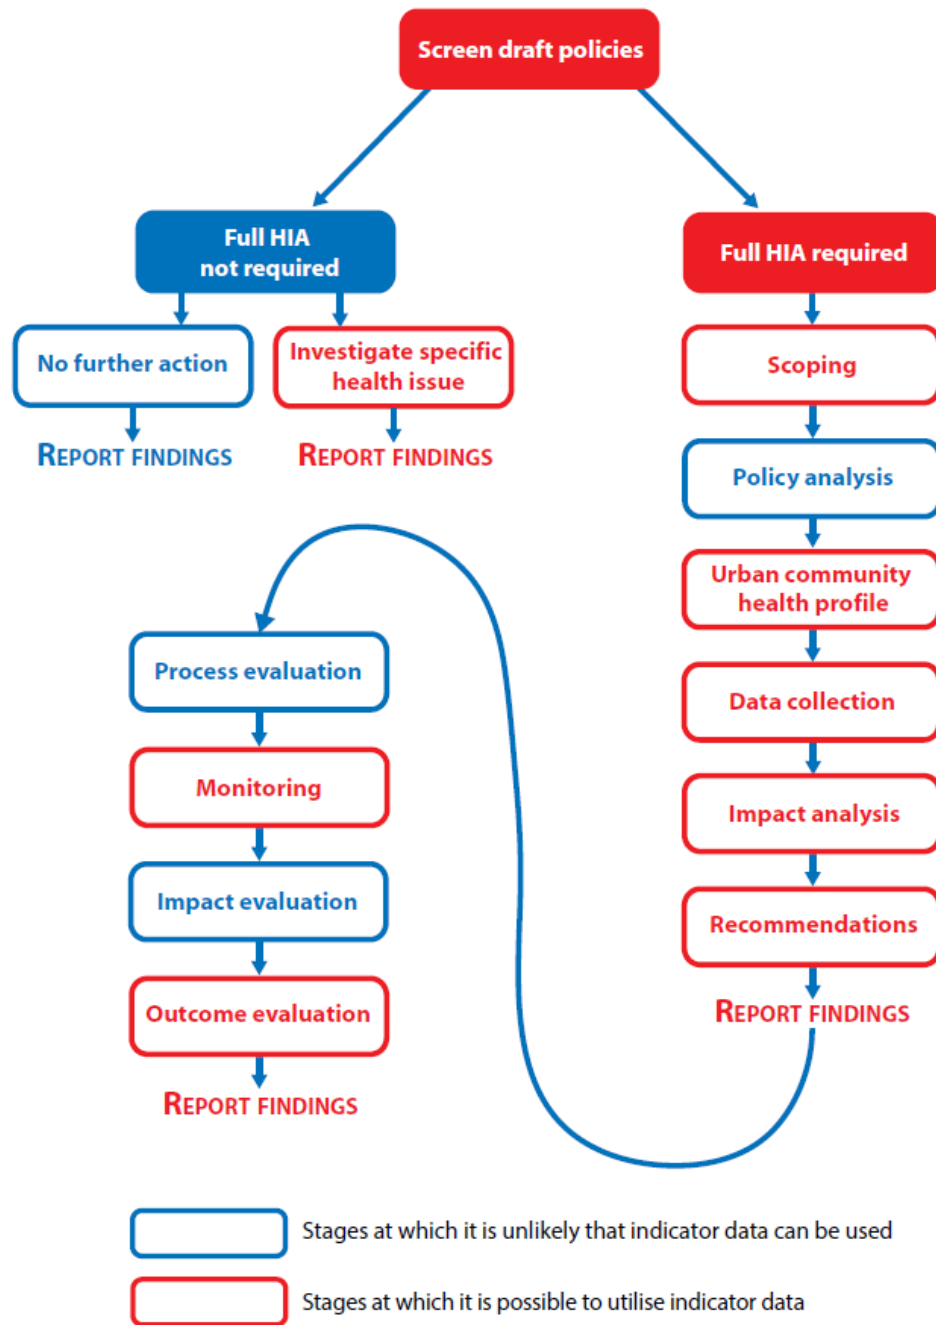 Screen draft policies
Full HIA
not required
Full HIA required
No further action
Investigate specific
health issue
Scoping
REPORT FINDINGS
REPORT FINDINGS
Policy analysis
Urban community
health profile
Process evaluation
Data collection
Monitoring
Impact analysis
Impact evaluation
Recommendations
Outcome evaluation
REPORT FINDINGS
REPORT FINDINGS
Stages at which it is unlikely that indicator data can be used
Stages at which it is possible to utilise indicator data